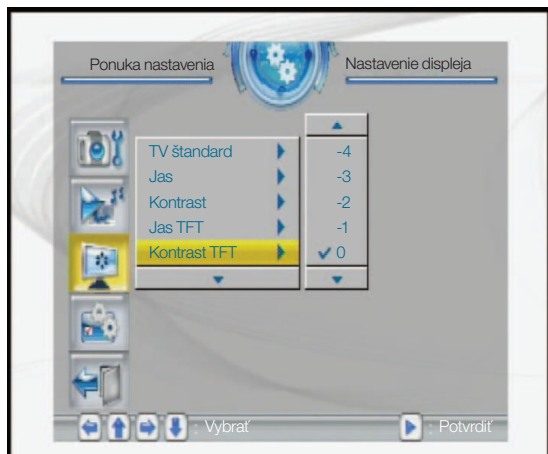 Ponuka nastavenia
Nastavenie displeja
TV štandard
Jas
Kontrast
Jas TFT
Kontrast TFT
-4
-3
-2
-1
0
: Vybrať
: Potvrdiť